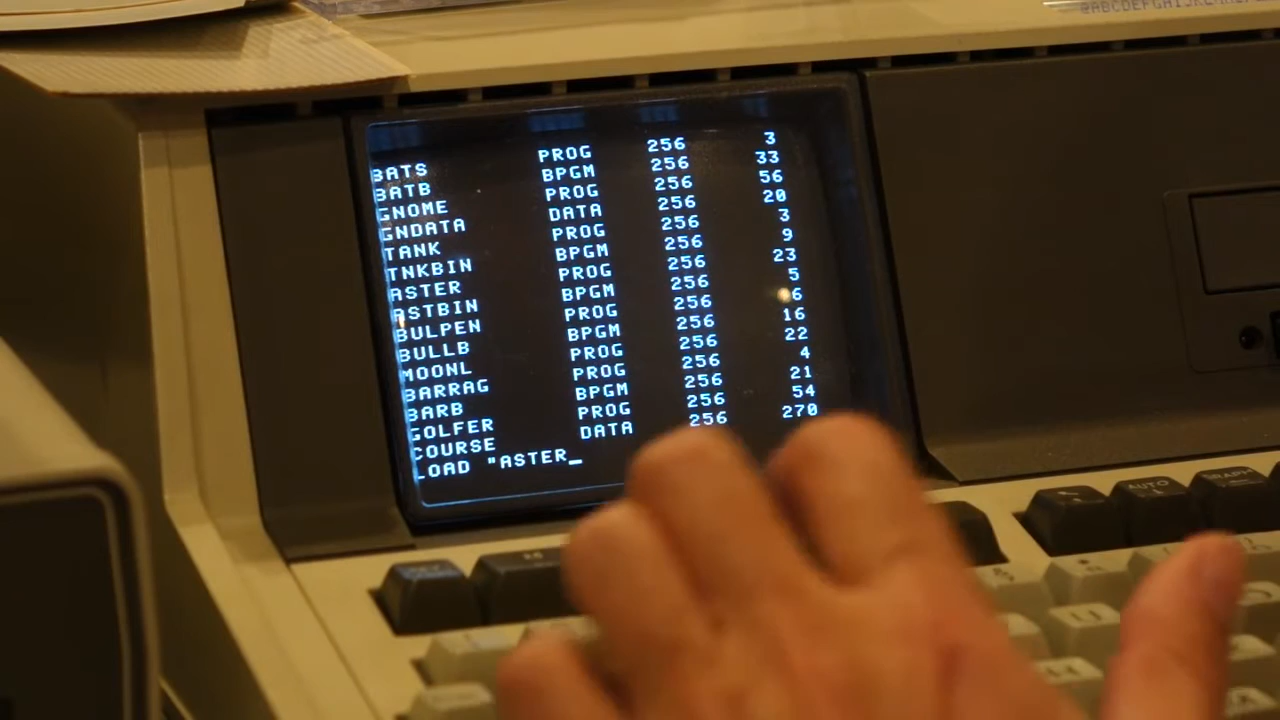 BATS PROG 256 3
BATB BPGM 256 33
GNOME PROG 256 56
GNDATA DATA 256 20
TANK PROG 256 3
TNKBIN BPGM 256 9
ASTER PROG 256 23
ASTBIN BPGM 256 5
BULPEN PROG 256
BULLB BPGM 256 16
MOONL PROG 256 22
BARRAG PROG 256 4
BARB BPGM 256 21
GOLFER PROG 256 54
COURSE DATA 256 270
LOAD "ASTER_
AUTO
GRAPH